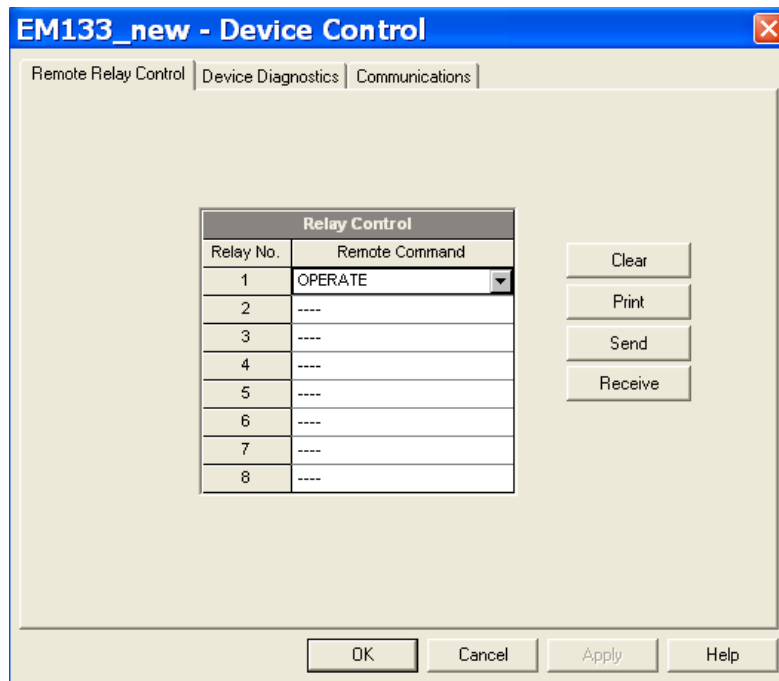 EM133_new - Device Control
Remote Relay Control Device Diagnostics Communications
Relay Control
Relay No. Remote Command
1 OPERATE
2 ----
3 ----
4 ----
5 ----
6 ----
7 ----
8 ----
Clear
Print
Send
Receive
OK Cancel Apply Help